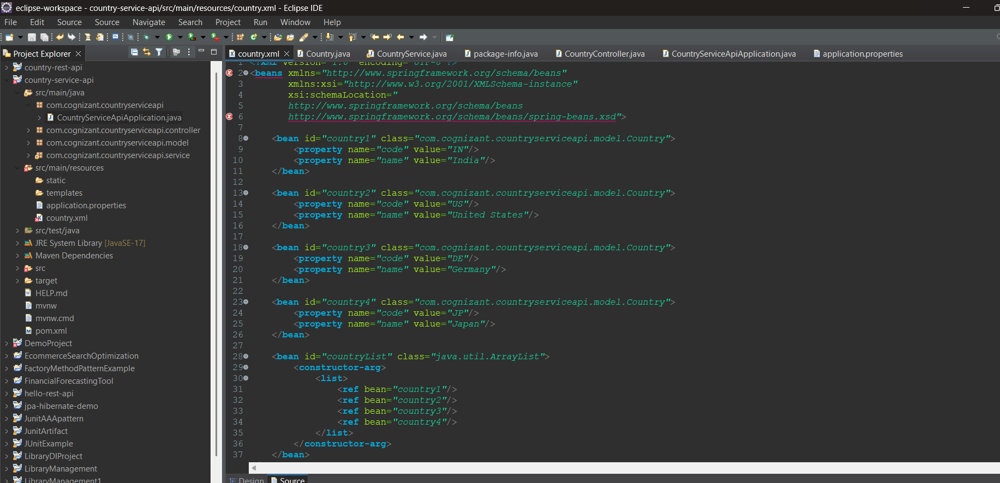 eclipse-workspace - country-service-api/src/main/resources/country.xml - Eclipse IDE
File Edit Source Source Navigate Search Project Run Window Help
Project Explorer
country-rest-api
country-service-api
src/main/java
com.cognizant.countryserviceapi
CountryServiceApiApplication.java
com.cognizant.countryserviceapi.controller
com.cognizant.countryserviceapi.model
com.cognizant.countryserviceapi.service
src/main/resources
static
templates
application.properties
country.xml
src/test/java
JRE System Library [JavaSE-17]
Maven Dependencies
src
target
HELP.md
mvnw
mvnw.cmd
pom.xml
DemoProject
EcommerceSearchOptimization
FactoryMethodPatternExample
FinancialForecastingTool
hello-rest-api
jpa-hibernate-demo
JunitAAApattern
JunitArtifact
JUnitExample
LibraryDIProject
LibraryManagement
LibraryManagement1
country.xml Country.java CountryService.java package-info.java CountryController.java CountryServiceApiApplication.java application.properties
1 <?xml version="1.0" encoding="UTF-8"?>
2 <beans xmlns="http://www.springframework.org/schema/beans"
3 xmlns:xsi="http://www.w3.org/2001/XMLSchema-instance"
4 xsi:schemaLocation="
5 http://www.springframework.org/schema/beans
6 http://www.springframework.org/schema/beans/spring-beans.xsd">
7
8 <bean id="country1" class="com.cognizant.countryserviceapi.model.Country">
9 <property name="code" value="IN"/>
10 <property name="name" value="India"/>
11 </bean>
12
13 <bean id="country2" class="com.cognizant.countryserviceapi.model.Country">
14 <property name="code" value="US"/>
15 <property name="name" value="United States"/>
16 </bean>
17
18 <bean id="country3" class="com.cognizant.countryserviceapi.model.Country">
19 <property name="code" value="DE"/>
20 <property name="name" value="Germany"/>
21 </bean>
22
23 <bean id="country4" class="com.cognizant.countryserviceapi.model.Country">
24 <property name="code" value="JP"/>
25 <property name="name" value="Japan"/>
26 </bean>
27
28 <bean id="countryList" class="java.util.ArrayList">
29 <constructor-arg>
30 <list>
31 <ref bean="country1"/>
32 <ref bean="country2"/>
33 <ref bean="country3"/>
34 <ref bean="country4"/>
35 </list>
36 </constructor-arg>
37 </bean>
Design Source